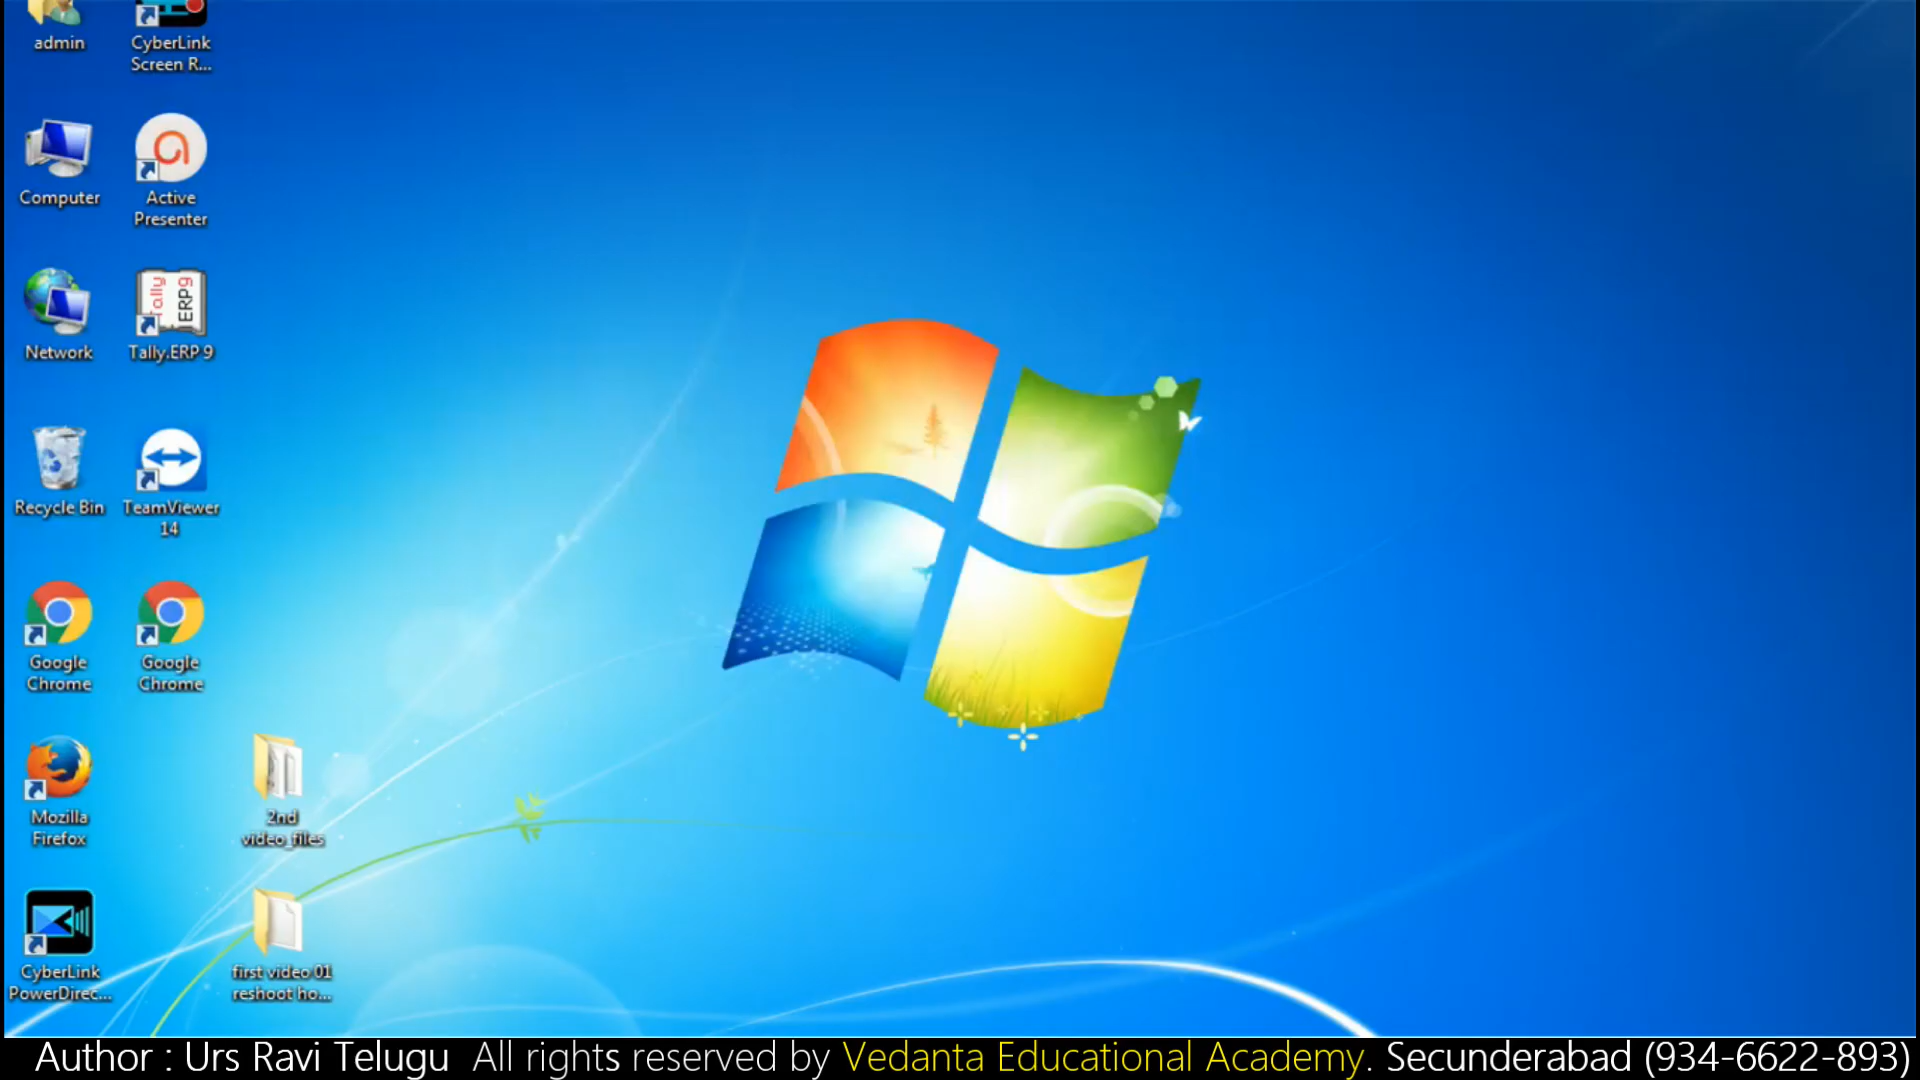 admin
CyberLink
Screen R...
Computer
Active
Presenter
Tally
ERP9
Network
Tally.ERP 9
Recycle Bin
TeamViewer
14
Google
Chrome
Google
Chrome
Mozilla
Firefox
2nd
video_files
CyberLink
PowerDirec...
first video 01
reshoot ho...
Author : Urs Ravi Telugu All rights reserved by Vedanta Educational Academy. Secunderabad (934-6622-893)